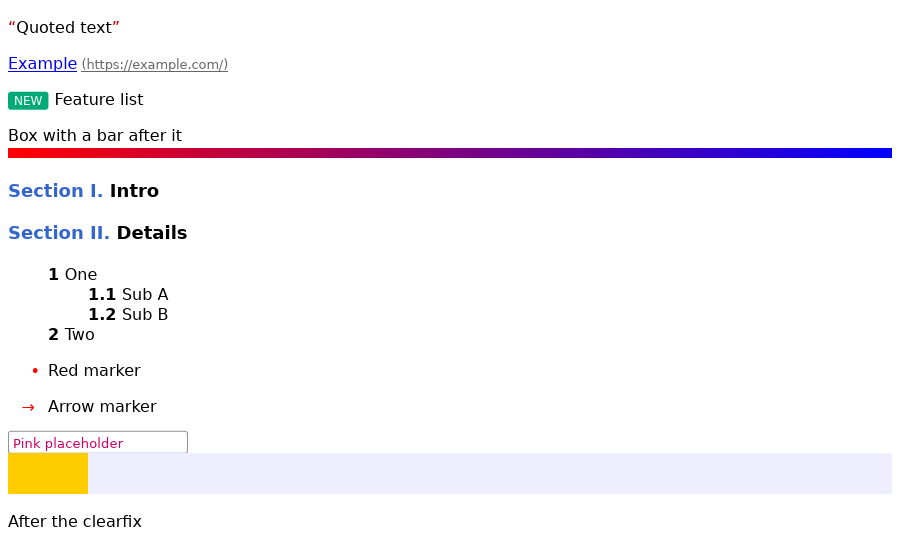 “Quoted text”
Example (https://example.com/)
NEW Feature list
Box with a bar after it
Section I. Intro
Section II. Details
1 One
1.1 Sub A
1.2 Sub B
2 Two
• Red marker
→ Arrow marker
Pink placeholder
After the clearfix